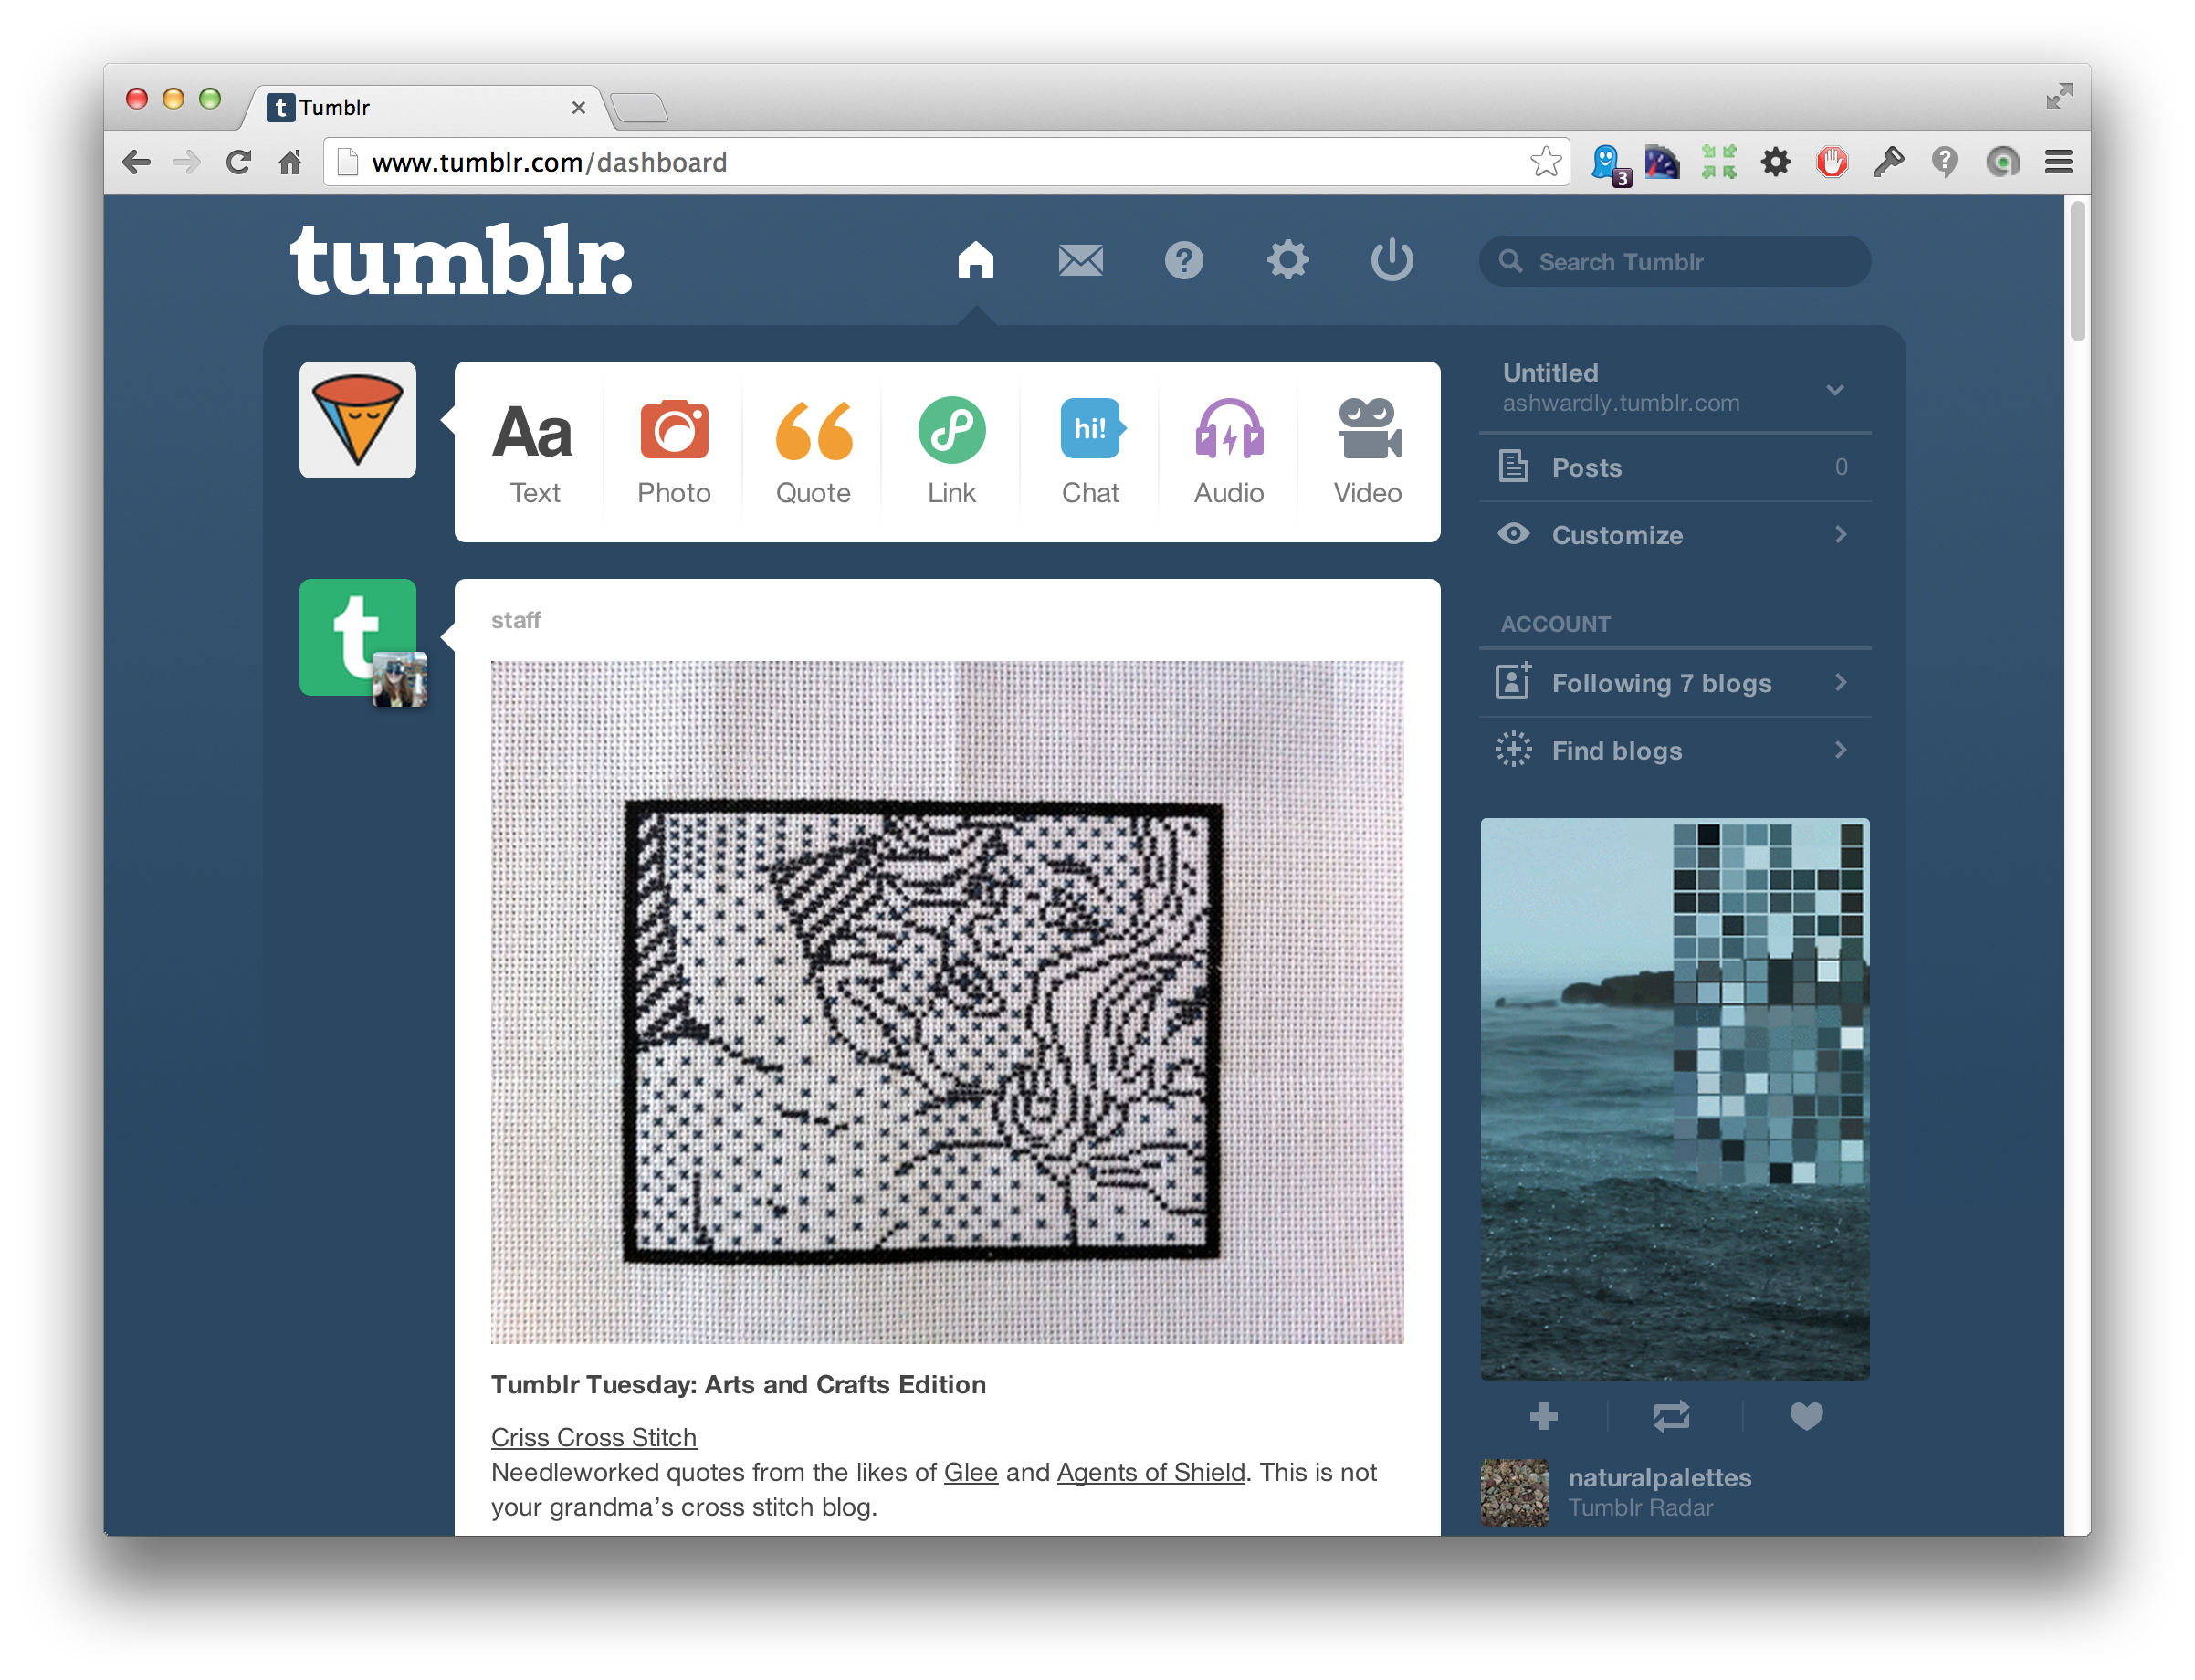 t Tumblr
www.tumblr.com/dashboard
3
tumblr.
?
Search Tumblr
Aa
hi!
Text
Photo
Quote
Link
Chat
Audio
Video
Untitled
ashwardly.tumblr.com
Posts 0
Customize
ACCOUNT
Following 7 blogs
Find blogs
t
staff
Tumblr Tuesday: Arts and Crafts Edition
Criss Cross Stitch
Needleworked quotes from the likes of Glee and Agents of Shield. This is not
your grandma’s cross stitch blog.
naturalpalettes
Tumblr Radar